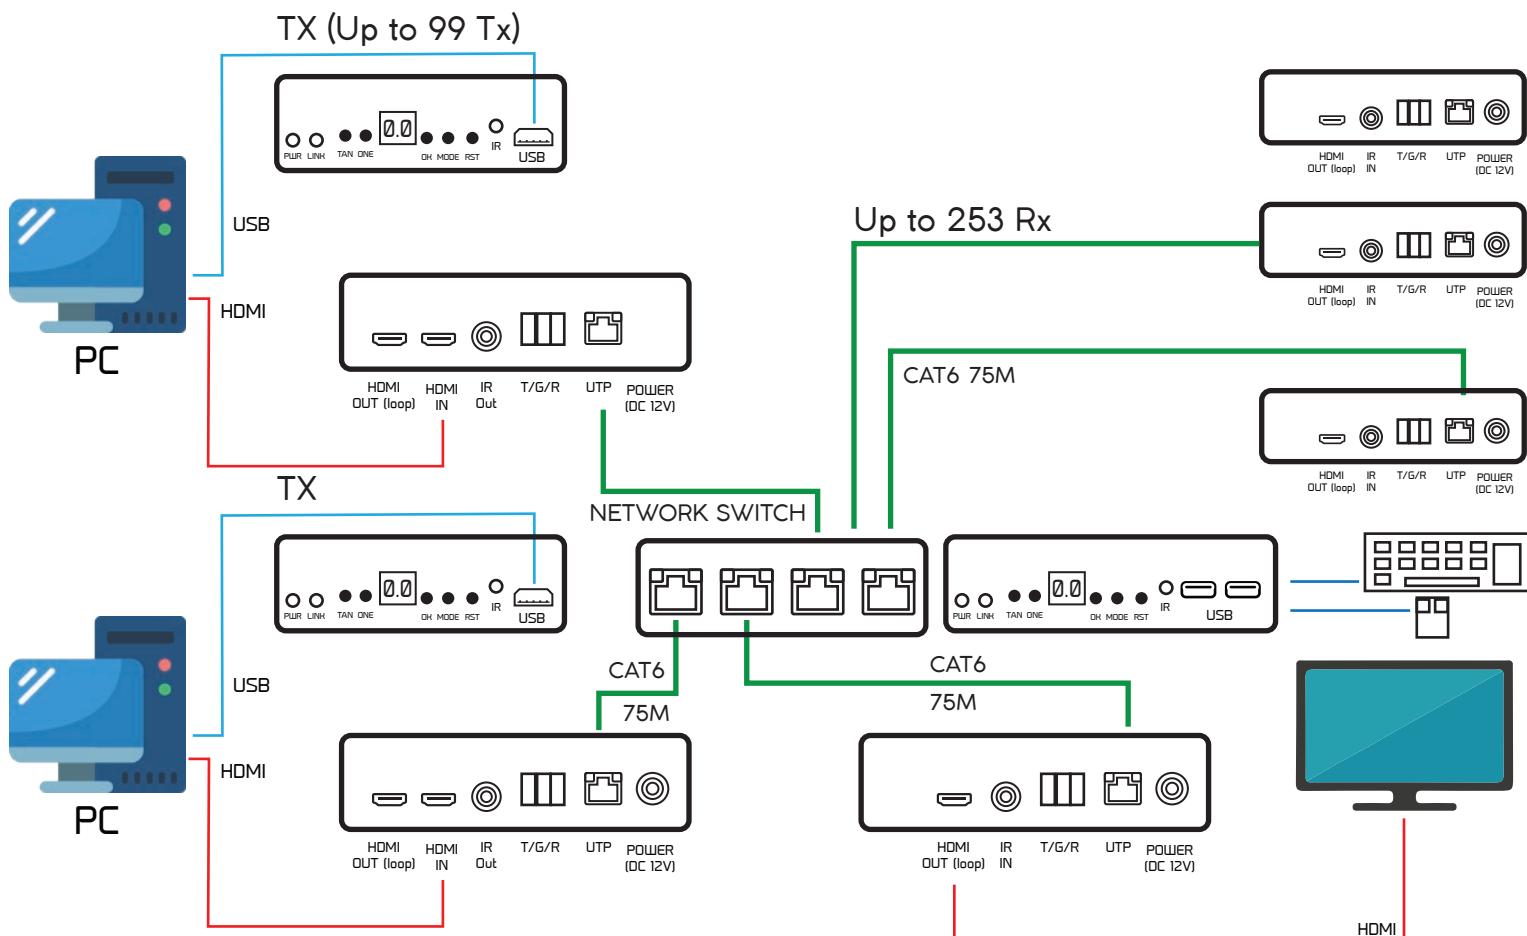 TX (Up to 99 Tx)
0.0
PWR LINK TAN ONE OK MODE RST IR USB
USB
HDMI
PC
HDMI OUT (loop) HDMI IN IR Out T/G/R UTP POWER (DC 12V)
HDMI OUT (loop) IR IN T/G/R UTP POWER (DC 12V)
Up to 253 Rx
HDMI OUT (loop) IR IN T/G/R UTP POWER (DC 12V)
CAT6 75M
HDMI OUT (loop) IR IN T/G/R UTP POWER (DC 12V)
TX
NETWORK SWITCH
0.0
PWR LINK TAN ONE OK MODE RST IR USB
0.0
PWR LINK TAN ONE OK MODE RST IR USB
USB
HDMI
PC
CAT6
75M
CAT6
75M
HDMI OUT (loop) HDMI IN IR Out T/G/R UTP POWER (DC 12V)
HDMI OUT (loop) IR IN T/G/R UTP POWER (DC 12V)
HDMI